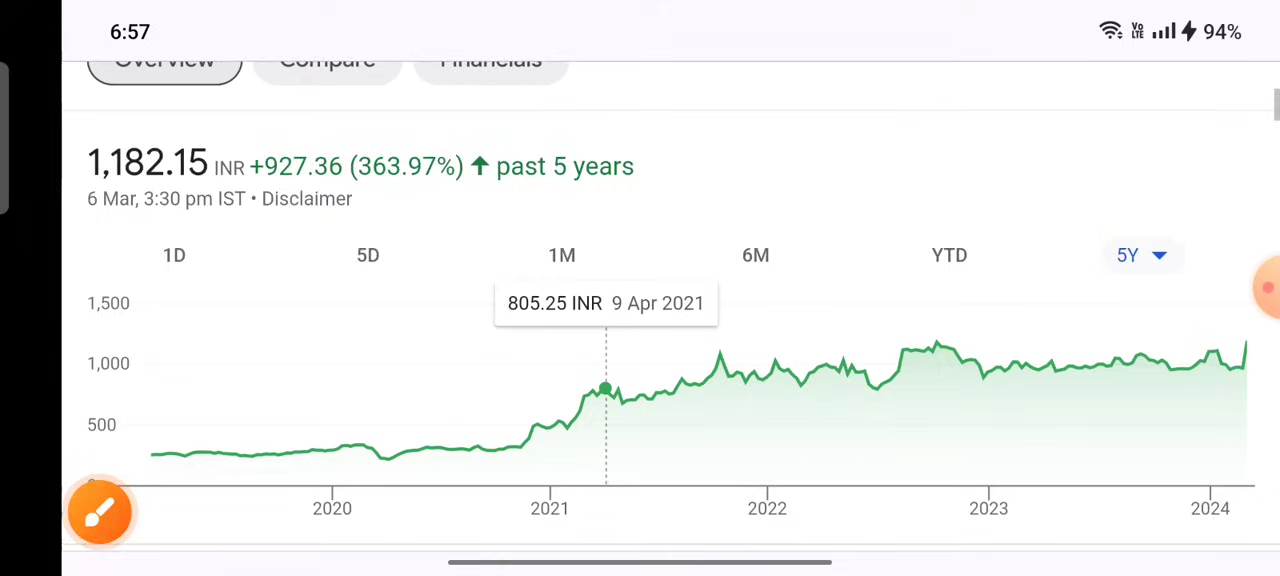 6:57 Vo LTE 94%
Overview Compare Financials
1,182.15 INR +927.36 (363.97%) ↑ past 5 years
6 Mar, 3:30 pm IST • Disclaimer
1D 5D 1M 6M YTD 5Y
805.25 INR 9 Apr 2021
1,500
1,000
500
2020 2021 2022 2023 2024